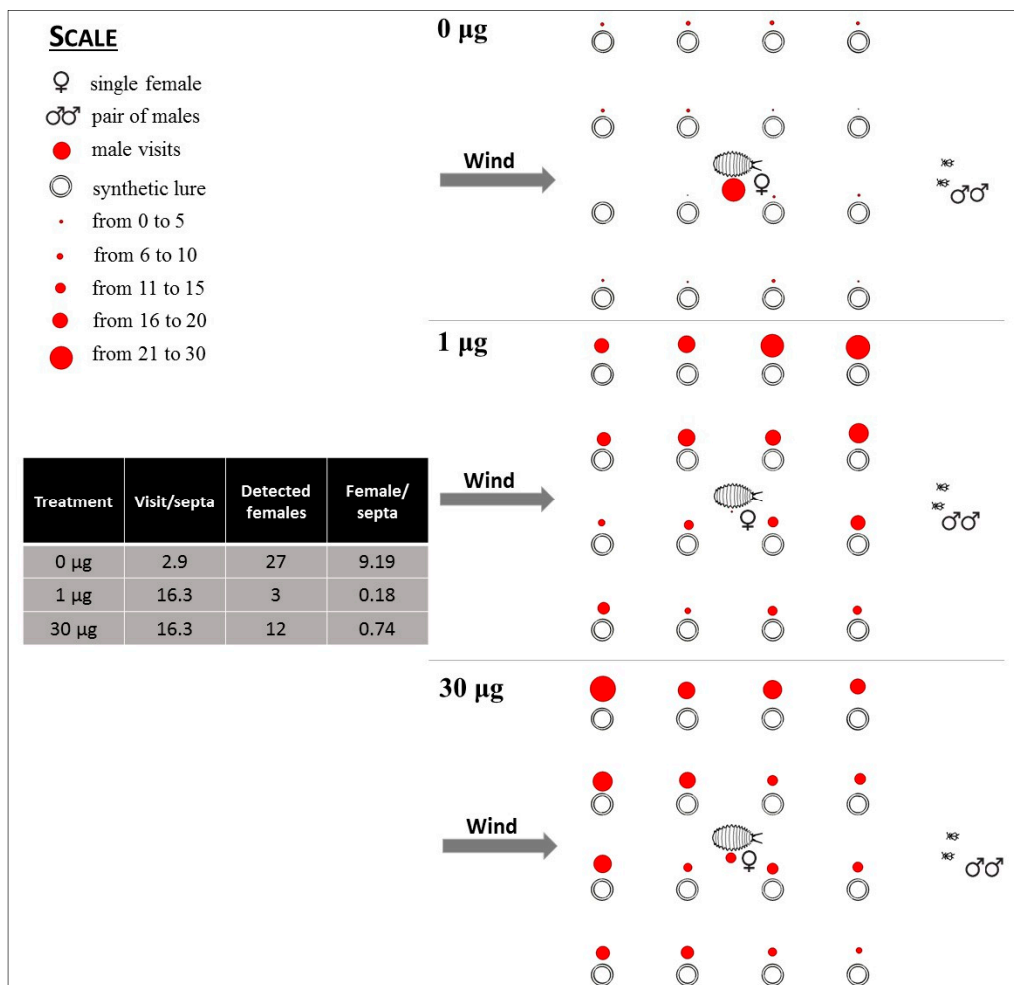 SCALE
♀ single female
♂♂ pair of males
male visits
synthetic lure
from 0 to 5
from 6 to 10
from 11 to 15
from 16 to 20
from 21 to 30
Treatment Visit/septa Detected females Female/septa
0 µg 2.9 27 9.19
1 µg 16.3 3 0.18
30 µg 16.3 12 0.74
0 µg
Wind
♀
♂♂
1 µg
Wind
♀
♂♂
30 µg
Wind
♀
♂♂